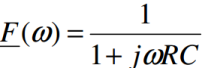 F(ω) = 1 / (1 + jωRC)